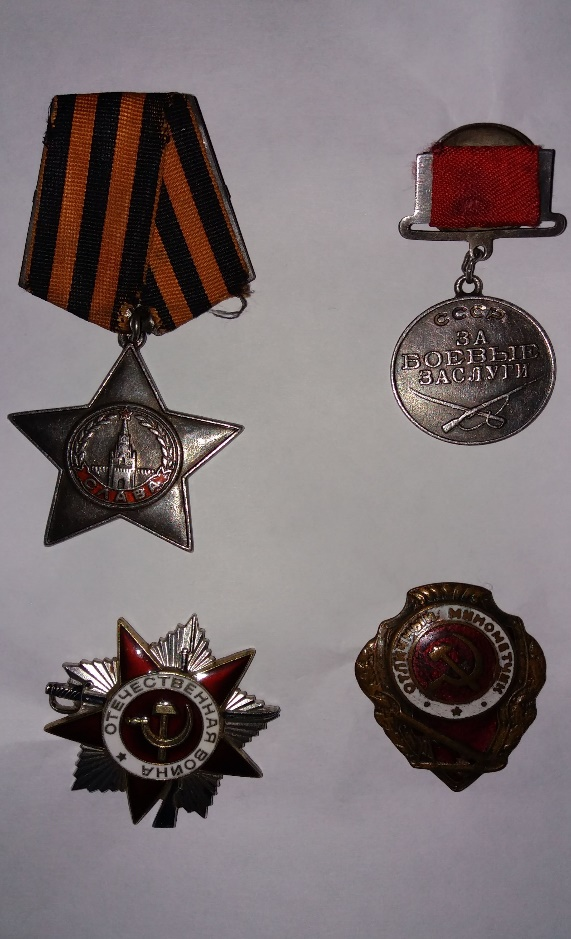 СЛАВА
СССР
ЗА
БОЕВЫЕ
ЗАСЛУГИ
ОТЕЧЕСТВЕННАЯ ВОЙНА
ОТЛИЧНЫЙ МИНОМЕТЧИК